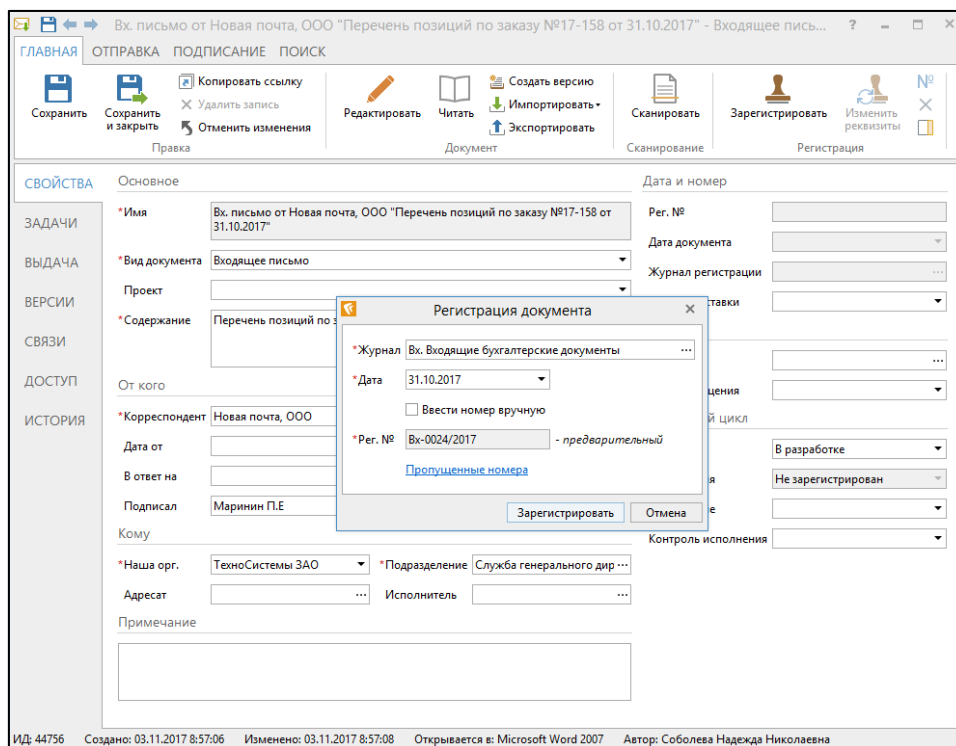 Вх. письмо от Новая почта, ООО "Перечень позиций по заказу №17-158 от 31.10.2017" - Входящее пись...
ГЛАВНАЯ ОТПРАВКА ПОДПИСАНИЕ ПОИСК
Сохранить
Сохранить
и закрыть
Копировать ссылку
Удалить запись
Отменить изменения
Правка
Редактировать
Читать
Создать версию
Импортировать
Экспортировать
Документ
Сканировать
Сканирование
Зарегистрировать
Изменить
реквизиты
№
Регистрация
СВОЙСТВА
ЗАДАЧИ
ВЫДАЧА
ВЕРСИИ
СВЯЗИ
ДОСТУП
ИСТОРИЯ
Основное
*Имя Вх. письмо от Новая почта, ООО "Перечень позиций по заказу №17-158 от
31.10.2017"
*Вид документа Входящее письмо
Проект
*Содержание Перечень позиций по з
От кого
*Корреспондент Новая почта, ООО
Дата от
В ответ на
Подписал Маринин П.Е
Кому
*Наша орг. ТехноСистемы ЗАО *Подразделение Служба генерального дир ...
Адресат ... Исполнитель ...
Примечание
Дата и номер
Рег. №
Дата документа
Журнал регистрации ...
тавки
...
щения
й цикл
В разработке
я Не зарегистрирован
е
Контроль исполнения
Регистрация документа
*Журнал Вх. Входящие бухгалтерские документы ...
*Дата 31.10.2017
Ввести номер вручную
*Рег. № Вх-0024/2017 - предварительный
Пропущенные номера
Зарегистрировать Отмена
ИД: 44756 Создано: 03.11.2017 8:57:06 Изменено: 03.11.2017 8:57:08 Открывается в: Microsoft Word 2007 Автор: Соболева Надежда Николаевна